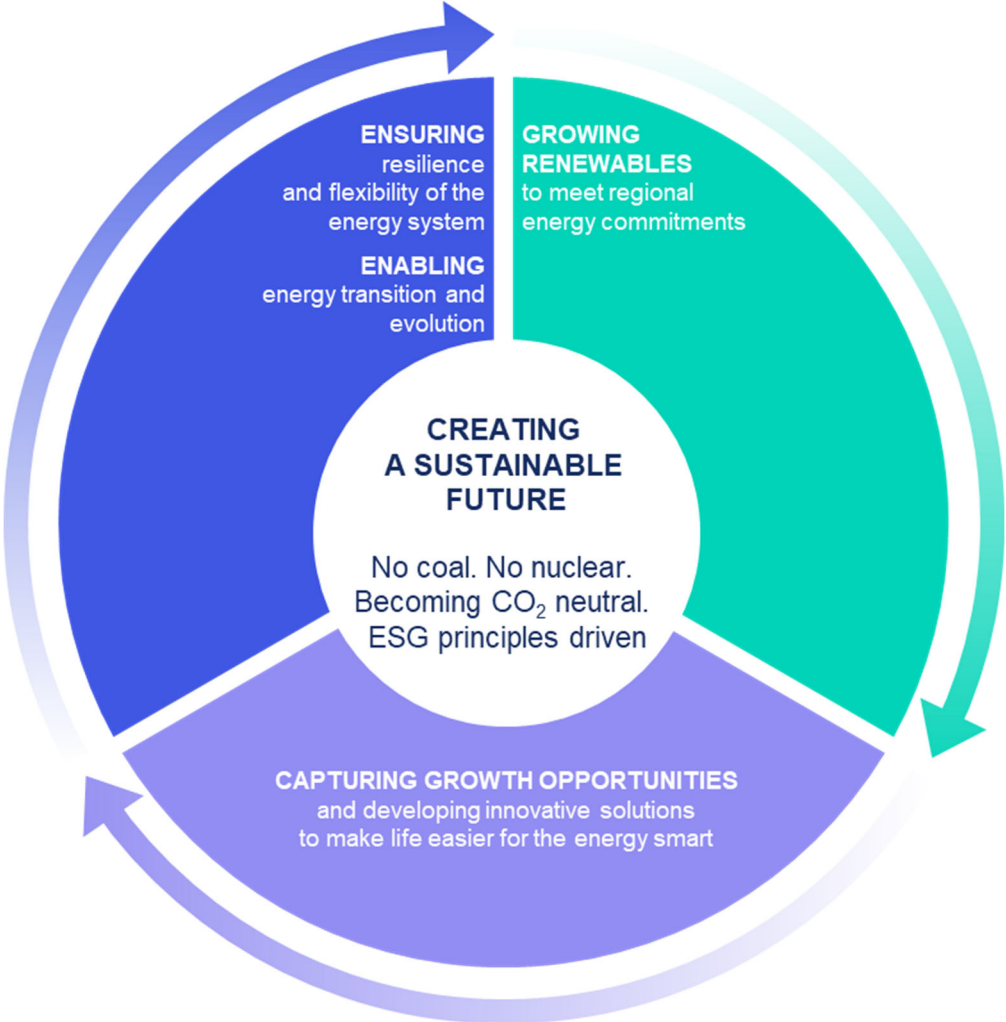 ENSURING
resilience
and flexibility of the
energy system
ENABLING
energy transition and
evolution
GROWING
RENEWABLES
to meet regional
energy commitments
CREATING
A SUSTAINABLE
FUTURE
No coal. No nuclear.
Becoming CO₂ neutral.
ESG principles driven
CAPTURING GROWTH OPPORTUNITIES
and developing innovative solutions
to make life easier for the energy smart